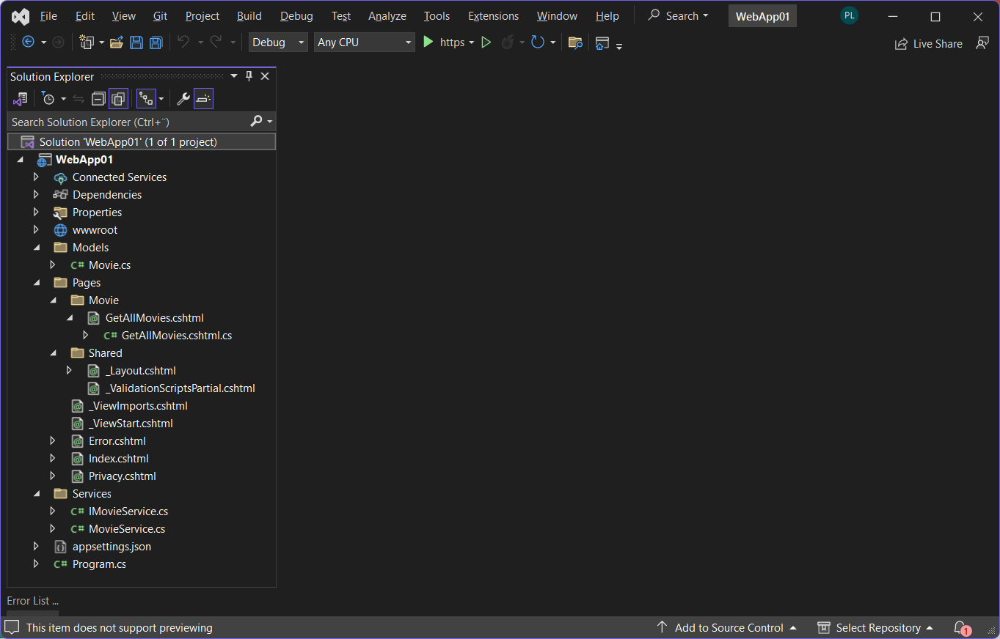 File Edit View Git Project Build Debug Test Analyze Tools Extensions Window Help Search WebApp01 PL
Debug Any CPU https Live Share
Solution Explorer
Search Solution Explorer (Ctrl+¨)
Solution 'WebApp01' (1 of 1 project)
WebApp01
Connected Services
Dependencies
Properties
wwwroot
Models
C# Movie.cs
Pages
Movie
@ GetAllMovies.cshtml
C# GetAllMovies.cshtml.cs
Shared
@ _Layout.cshtml
@ _ValidationScriptsPartial.cshtml
@ _ViewImports.cshtml
@ _ViewStart.cshtml
@ Error.cshtml
@ Index.cshtml
@ Privacy.cshtml
Services
C# IMovieService.cs
C# MovieService.cs
appsettings.json
C# Program.cs
Error List ...
This item does not support previewing Add to Source Control Select Repository 1